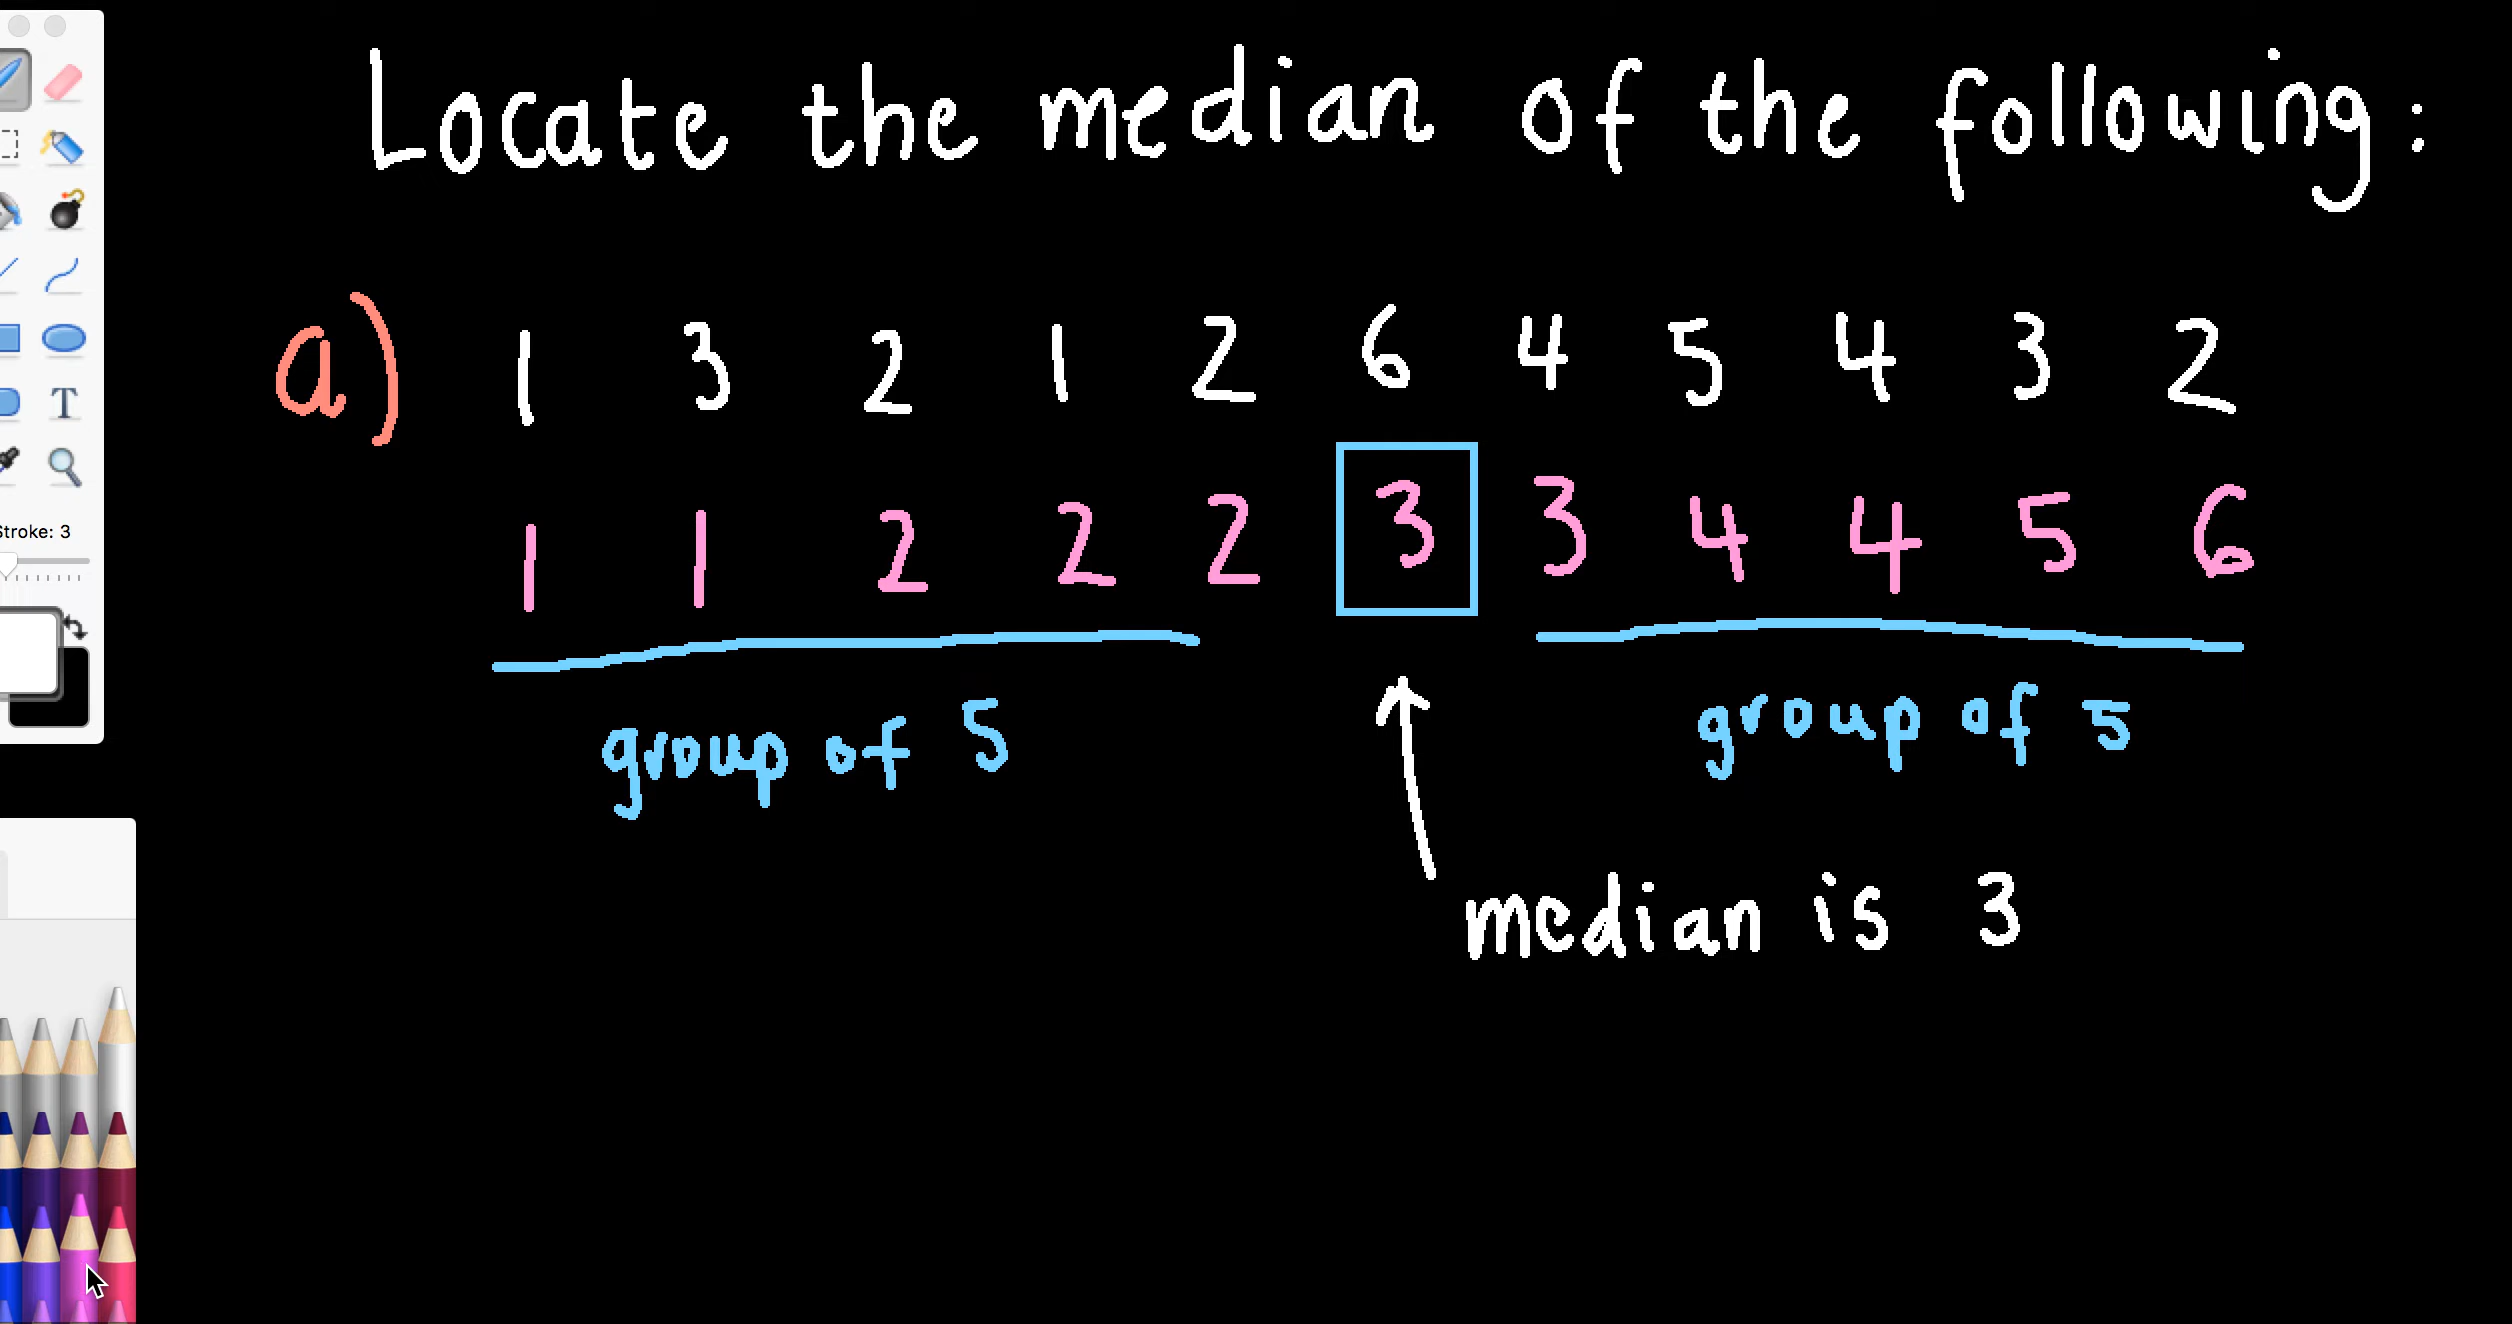 Locate the median of the following:
a) 1 3 2 1 2 6 4 5 4 3 2
1 1 2 2 2 3 3 4 4 5 6
T
Stroke: 3
group of 5 group of 5
median is 3